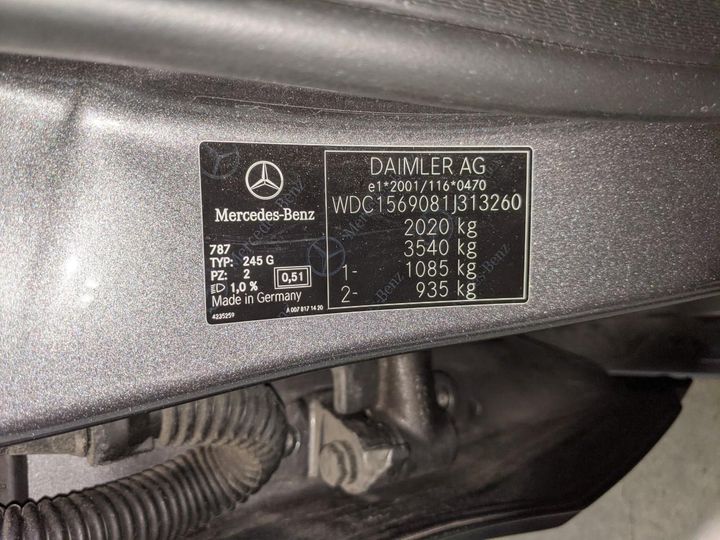 Mercedes-Benz
787
TYP: 245 G
PZ: 2
1,0 %
0,51
Made in Germany
4235259
A 007 817 14 20
DAIMLER AG
e1*2001/116*0470
WDC1569081J313260
2020 kg
3540 kg
1- 1085 kg
2- 935 kg